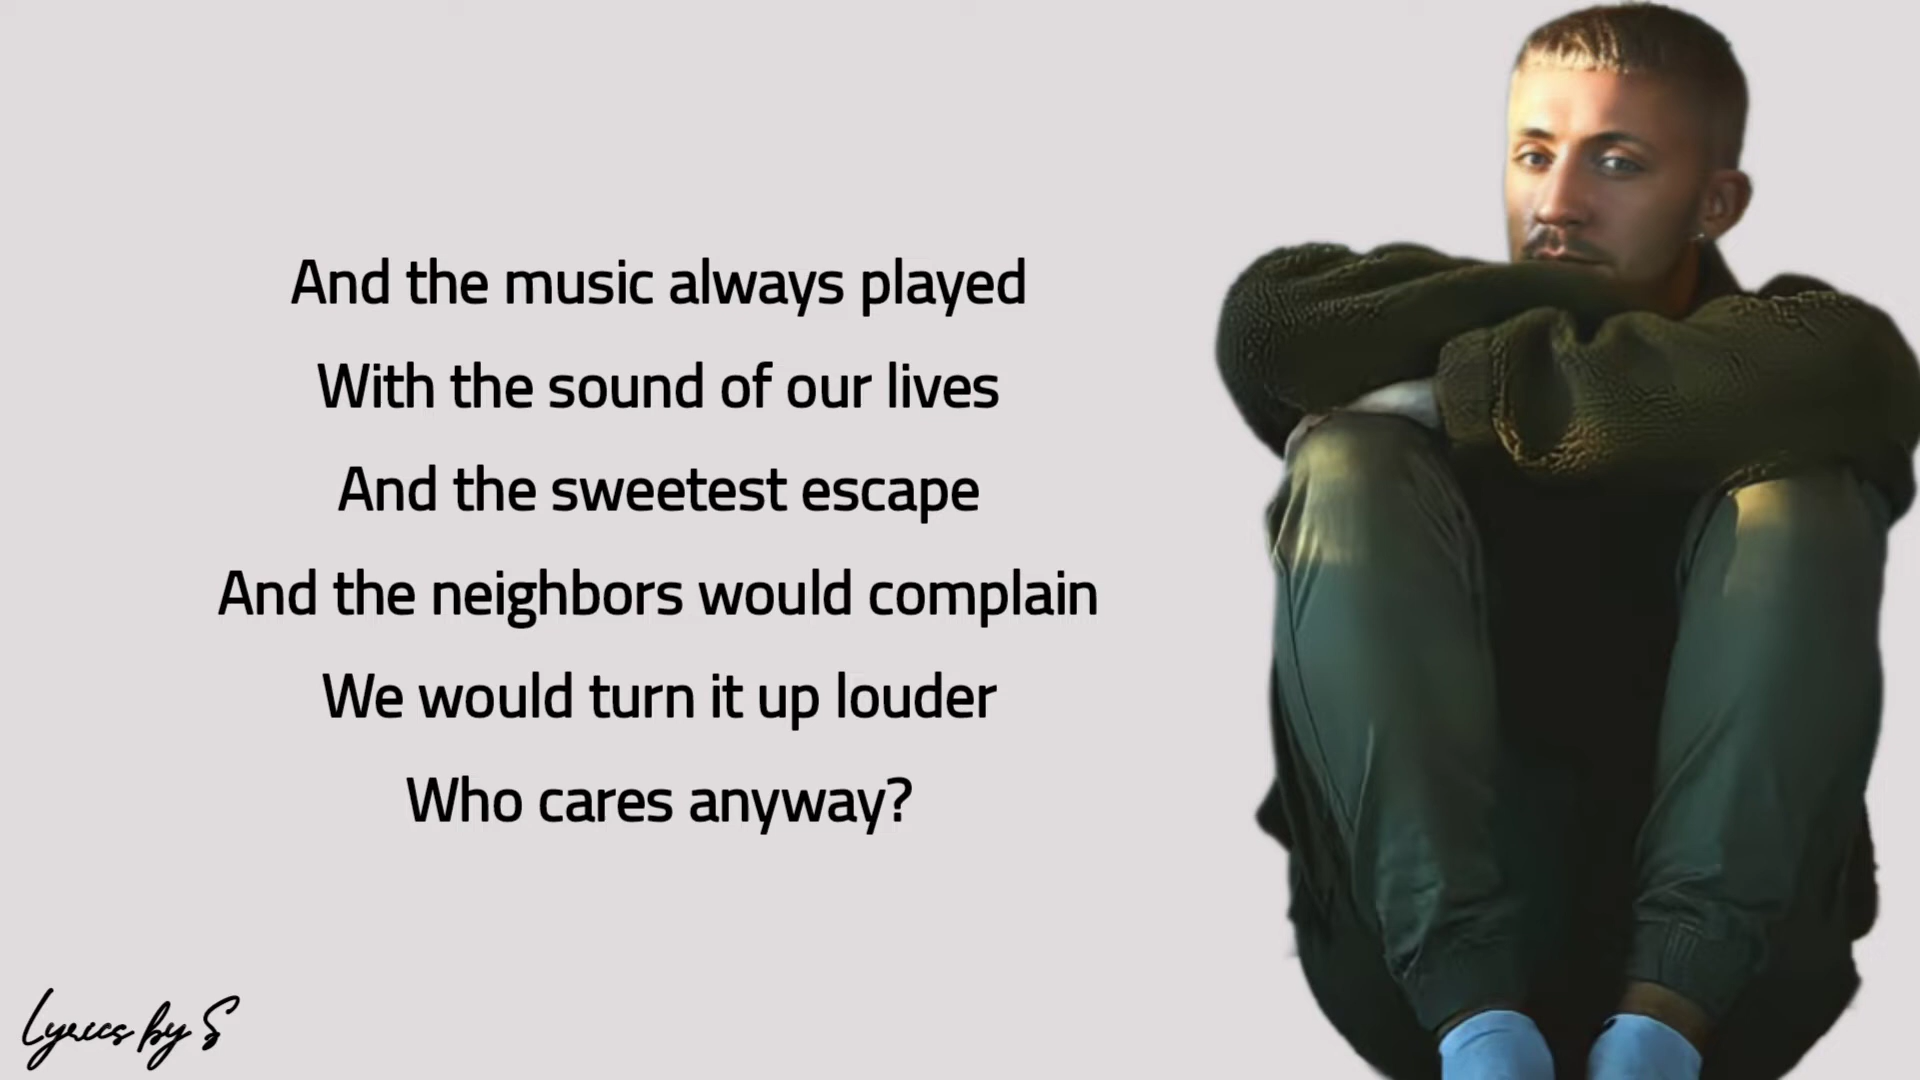 And the music always played
With the sound of our lives
And the sweetest escape
And the neighbors would complain
We would turn it up louder
Who cares anyway?
Lyrics by S